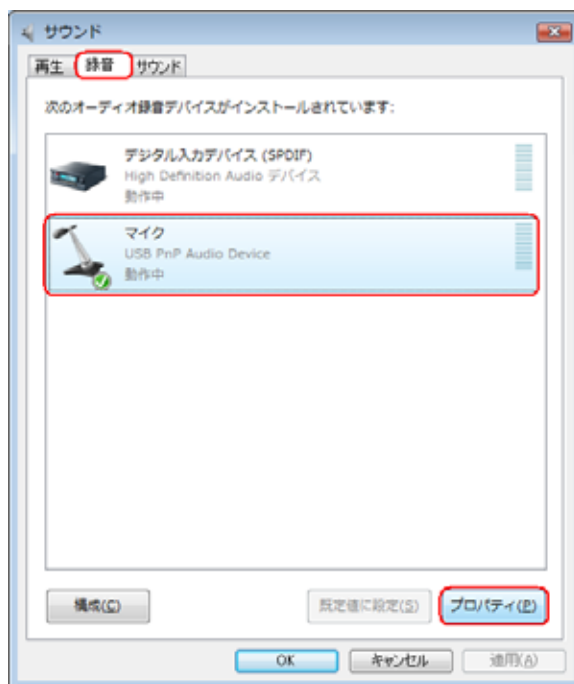 サウンド
再生 録音 サウンド
次のオーディオ録音デバイスがインストールされています:
デジタル入力デバイス (SPDIF)
High Definition Audio デバイス
動作中
マイク
USB PnP Audio Device
動作中
構成(C) 既定値に設定(S) プロパティ(P)
OK キャンセル 適用(A)